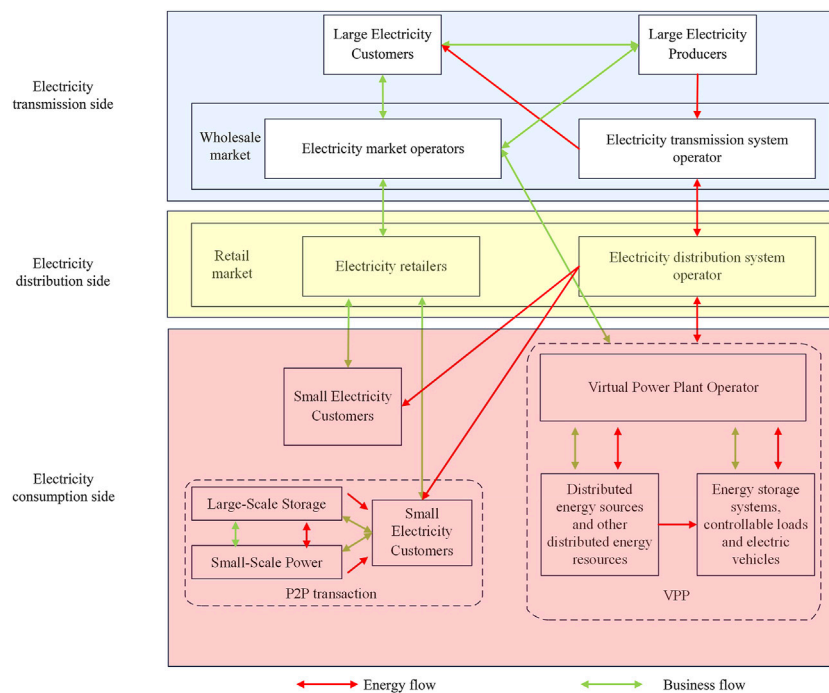 Large Electricity
Customers
Large Electricity
Producers
Electricity
transmission side
Wholesale
market
Electricity market operators
Electricity transmission system
operator
Electricity
distribution side
Retail
market
Electricity retailers
Electricity distribution system
operator
Small Electricity
Customers
Virtual Power Plant Operator
Electricity
consumption side
Large-Scale Storage
Small-Scale Power
Small
Electricity
Customers
P2P transaction
Distributed
energy sources
and other
distributed energy
resources
Energy storage
systems,
controllable loads
and electric
vehicles
VPP
Energy flow
Business flow